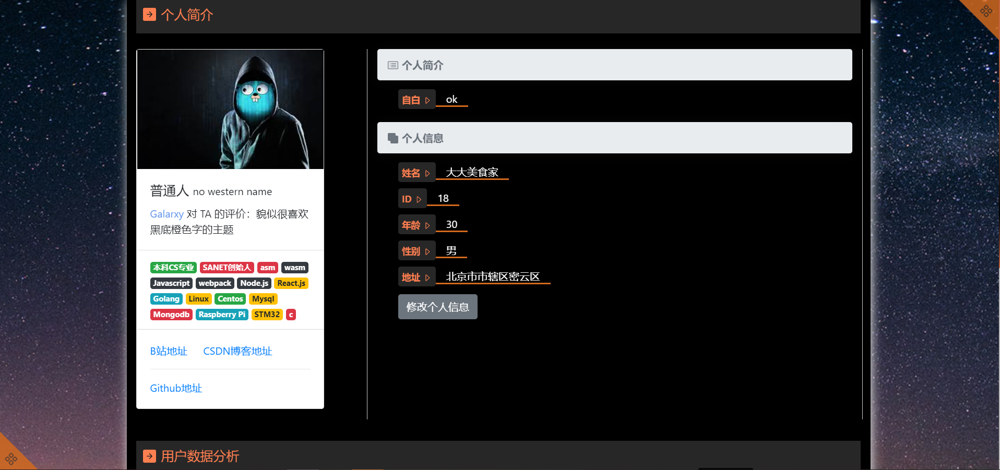 个人简介
普通人 no western name
Galarxy 对 TA 的评价：貌似很喜欢
黑底橙色字的主题
本科CS专业 SANET创始人 asm wasm
Javascript webpack Node.js React.js
Golang Linux Centos Mysql
Mongodb Raspberry Pi STM32 c
B站地址 CSDN博客地址
Github地址
个人简介
自白 ok
个人信息
姓名 大大美食家
ID 18
年龄 30
性别 男
地址 北京市市辖区密云区
修改个人信息
用户数据分析